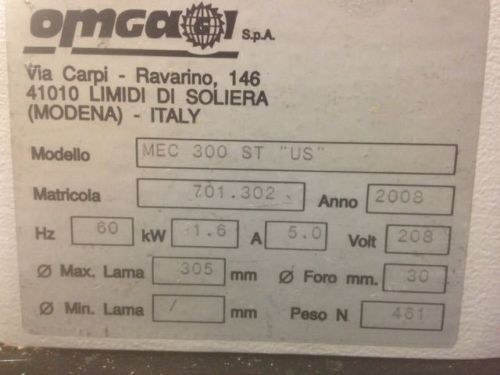 omga S.p.A.
Via Carpi - Ravarino, 146
41010 LIMIDI DI SOLIERA
(MODENA) - ITALY
Modello MEC 300 ST "US"
Matricola 701.302 Anno 2008
Hz 60 kW 1.6 A 5.0 Volt 208
Ø Max. Lama 305 mm Ø Foro mm. 30
Ø Min. Lama / mm Peso N 461